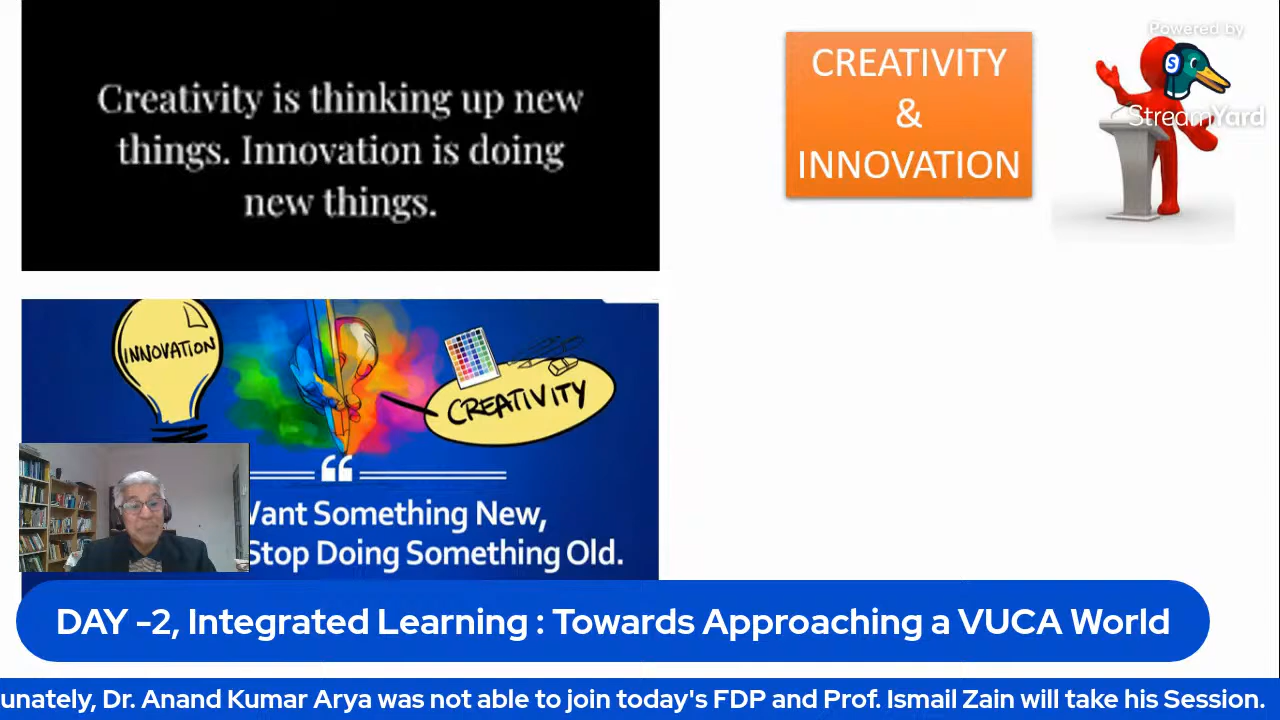 Creativity is thinking up new
things. Innovation is doing
new things.
CREATIVITY
&
INNOVATION
Powered by
S
StreamYard
INNOVATION
CREATIVITY
“
Want Something New,
Stop Doing Something Old.
DAY -2, Integrated Learning : Towards Approaching a VUCA World
unately, Dr. Anand Kumar Arya was not able to join today's FDP and Prof. Ismail Zain will take his Session.